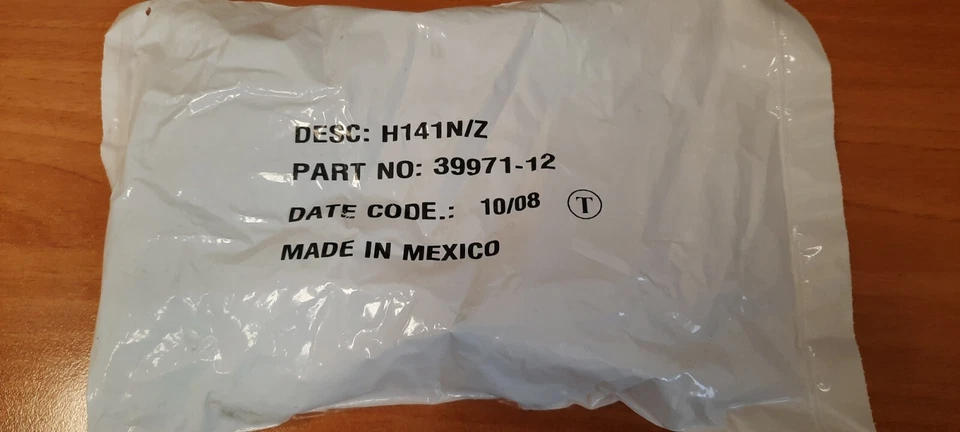 DESC: H141N/Z
PART NO: 39971-12
DATE CODE.: 10/08 T
MADE IN MEXICO